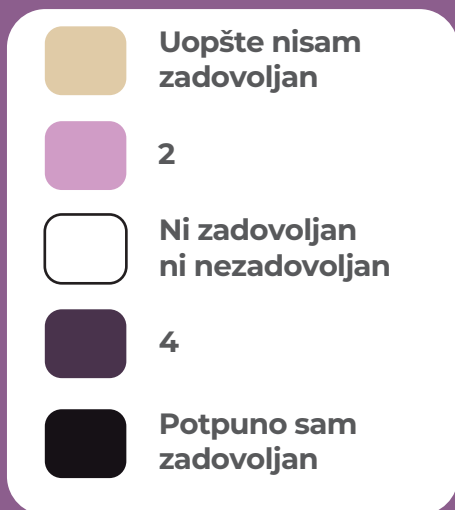 Uopšte nisam
zadovoljan
2
Ni zadovoljan
ni nezadovoljan
4
Potpuno sam
zadovoljan